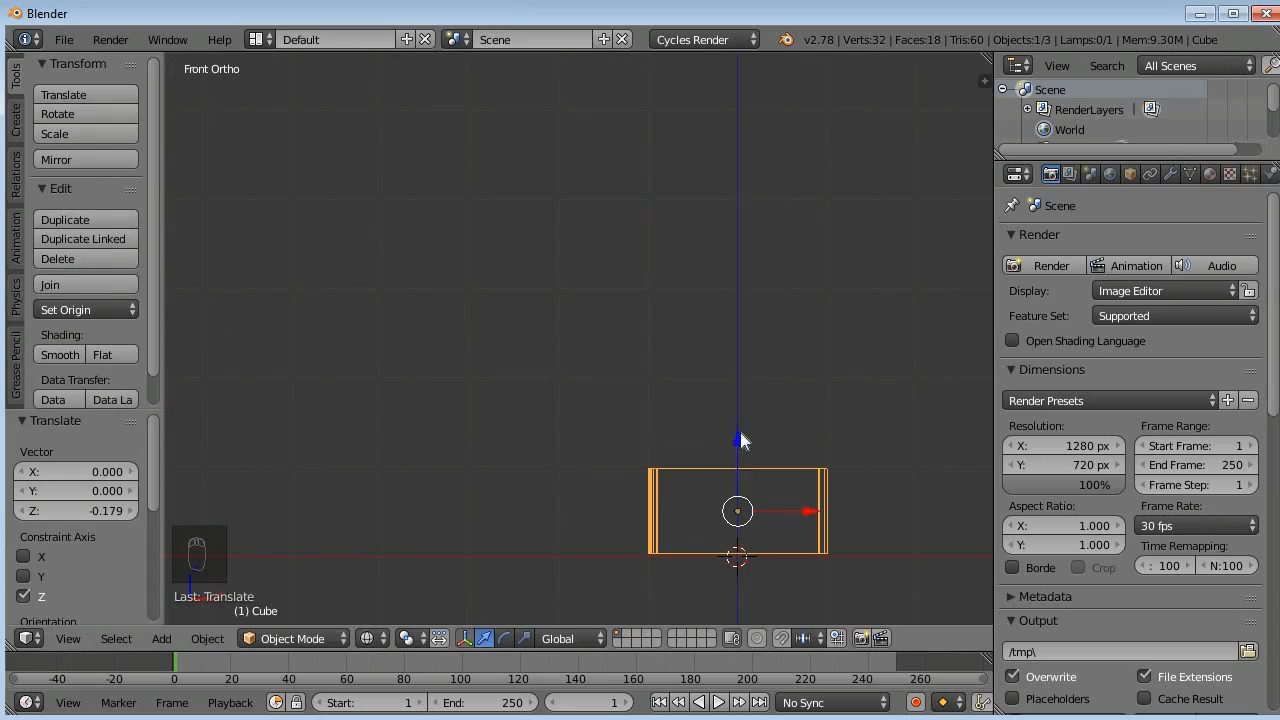 Blender
File Render Window Help Default Scene Cycles Render v2.78 | Verts:32 | Faces:18 | Tris:60 | Objects:1/3 | Lamps:0/1 | Mem:9.30M | Cube
Tools
Create
Relations
Animation
Physics
Grease Pencil
Transform
Translate
Rotate
Scale
Mirror
Edit
Duplicate
Duplicate Linked
Delete
Join
Set Origin
Shading:
Smooth Flat
Data Transfer:
Data Data La
Translate
Vector
X: 0.000
Y: 0.000
Z: -0.179
Constraint Axis
X
Y
Z
Orientation
Front Ortho
Last: Translate
(1) Cube
View Select Add Object Object Mode Global
-40 -20 0 20 40 60 80 100 120 140 160 180 200 220 240 260
View Marker Frame Playback Start: 1 End: 250 1 No Sync
View Search All Scenes
Scene
RenderLayers
World
Scene
Render
Render Animation Audio
Display: Image Editor
Feature Set: Supported
Open Shading Language
Dimensions
Render Presets
Resolution: Frame Range:
X: 1280 px Start Frame: 1
Y: 720 px End Frame: 250
100% Frame Step: 1
Aspect Ratio: Frame Rate:
X: 1.000 30 fps
Y: 1.000 Time Remapping:
Borde Crop : 100 N:100
Metadata
Output
/tmp\
Overwrite File Extensions
Placeholders Cache Result